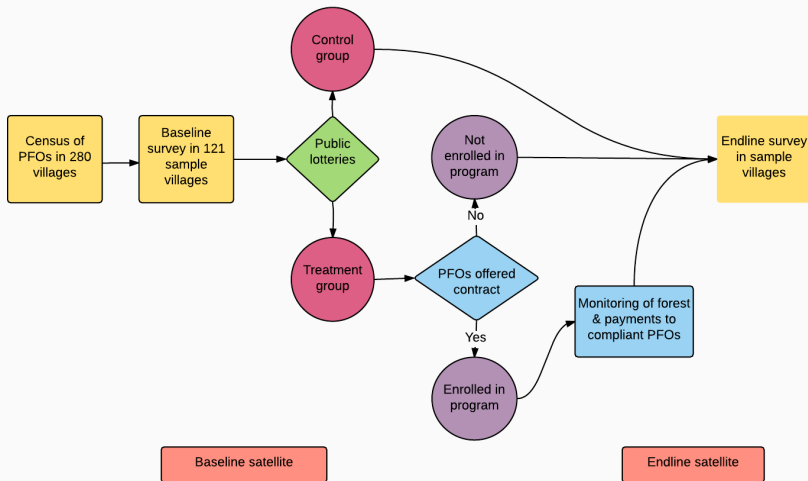 Control
group
Census of
PFOs in 280
villages
Baseline
survey in 121
sample
villages
Public
lotteries
Not
enrolled in
program
Endline survey
in sample
villages
No
Treatment
group
PFOs offered
contract
Monitoring of forest
& payments to
compliant PFOs
Yes
Enrolled in
program
Baseline satellite
Endline satellite